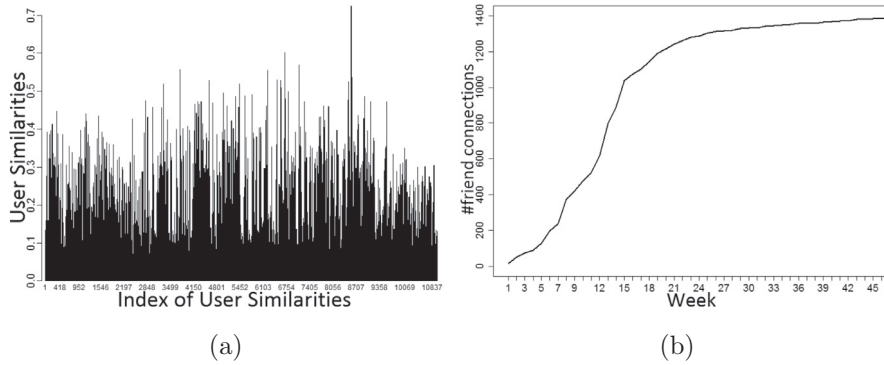 0.7
0.6
0.5
0.4
0.3
0.2
0.1
0.0
User Similarities
1 418 952 1546 2197 2848 3499 4150 4801 5452 6103 6754 7405 8056 8707 9358 10069 10837
Index of User Similarities
(a)
1400
1200
1000
800
600
400
200
0
#friend connections
1 3 5 7 9 12 15 18 21 24 27 30 33 36 39 42 45
Week
(b)